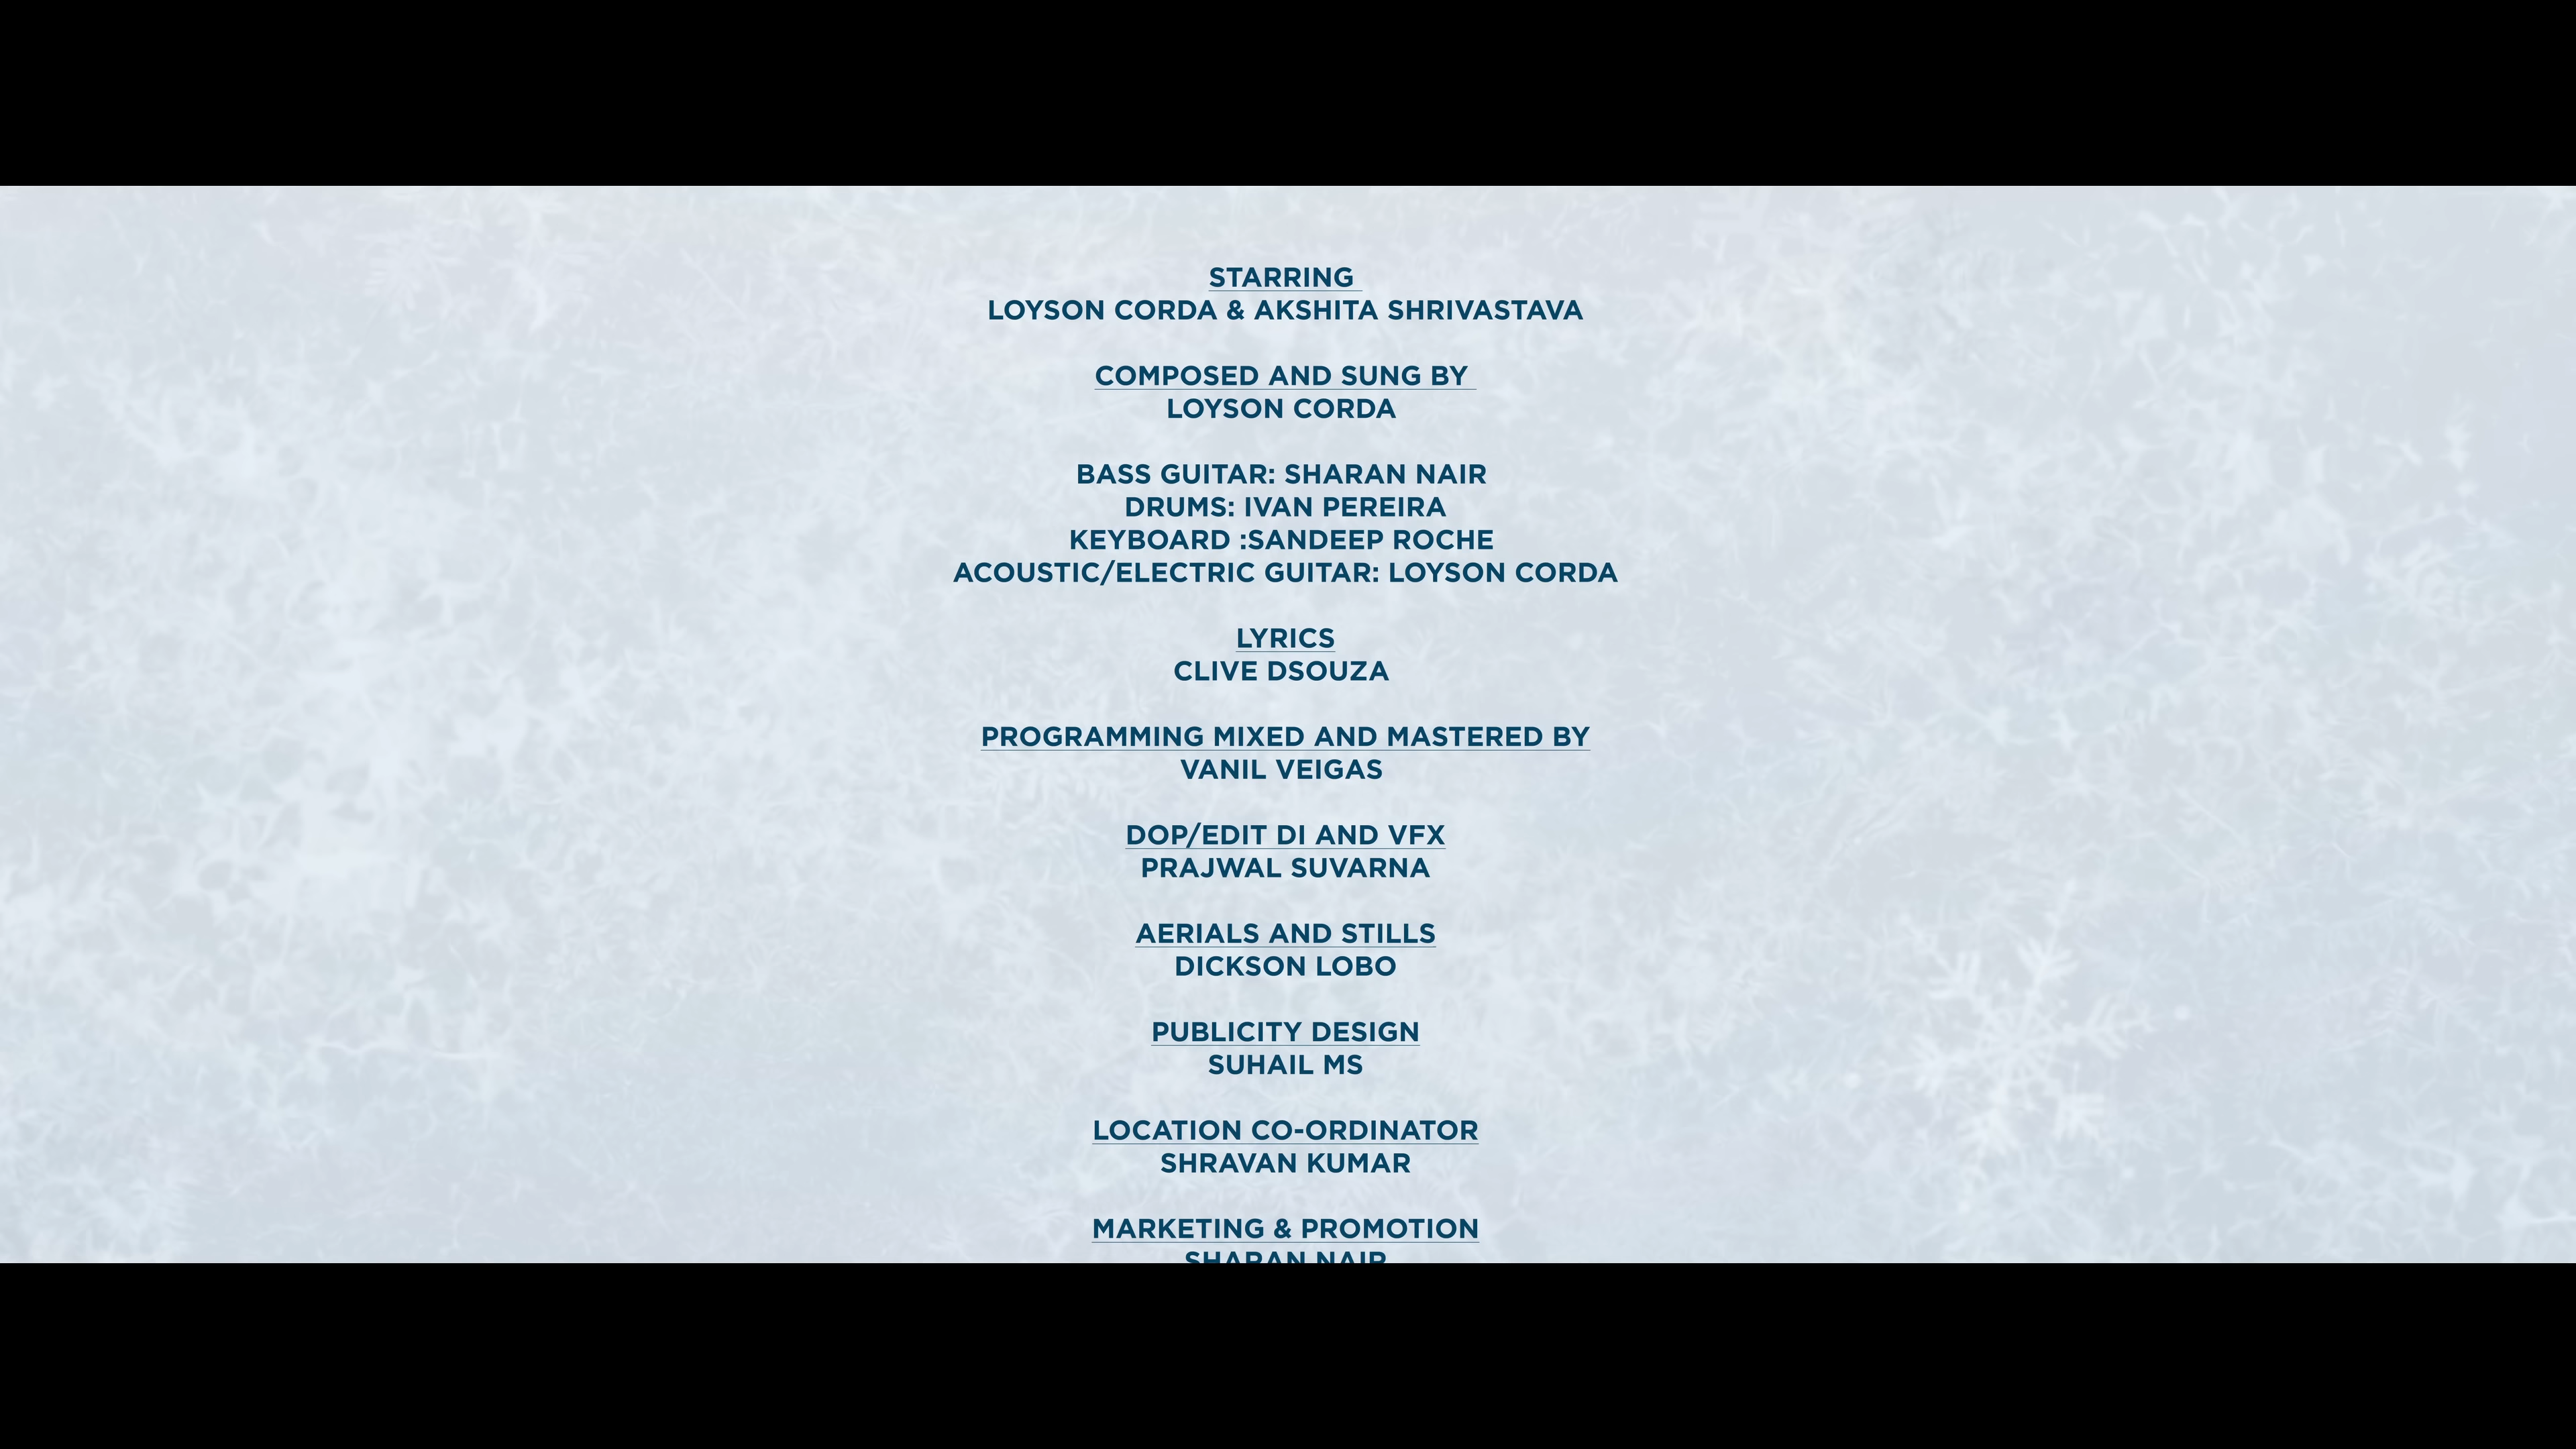 STARRING
LOYSON CORDA & AKSHITA SHRIVASTAVA
COMPOSED AND SUNG BY
LOYSON CORDA
BASS GUITAR: SHARAN NAIR
DRUMS: IVAN PEREIRA
KEYBOARD :SANDEEP ROCHE
ACOUSTIC/ELECTRIC GUITAR: LOYSON CORDA
LYRICS
CLIVE DSOUZA
PROGRAMMING MIXED AND MASTERED BY
VANIL VEIGAS
DOP/EDIT DI AND VFX
PRAJWAL SUVARNA
AERIALS AND STILLS
DICKSON LOBO
PUBLICITY DESIGN
SUHAIL MS
LOCATION CO-ORDINATOR
SHRAVAN KUMAR
MARKETING & PROMOTION
SHARAN NAIR